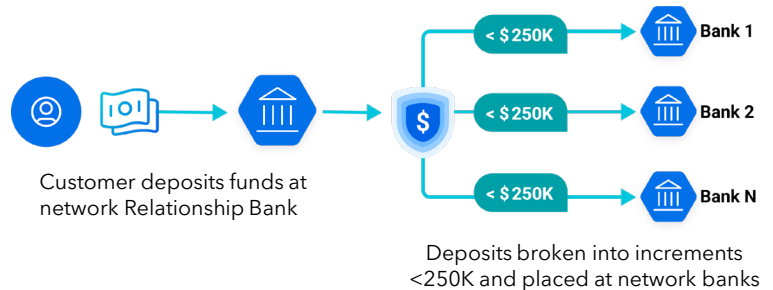 < $250K
Bank 1
$
< $250K
Bank 2
< $250K
Bank N
Customer deposits funds at
network Relationship Bank
Deposits broken into increments
<250K and placed at network banks